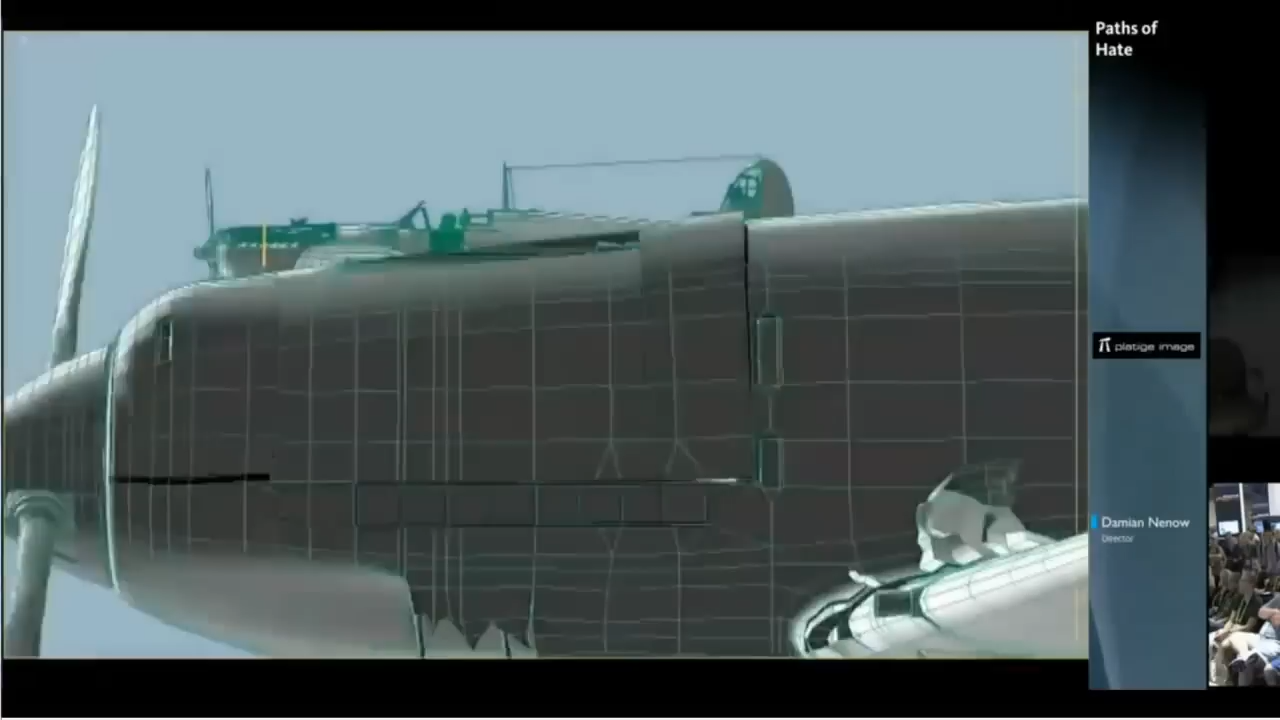 Paths of
Hate
platige image
Damian Nenow
Director